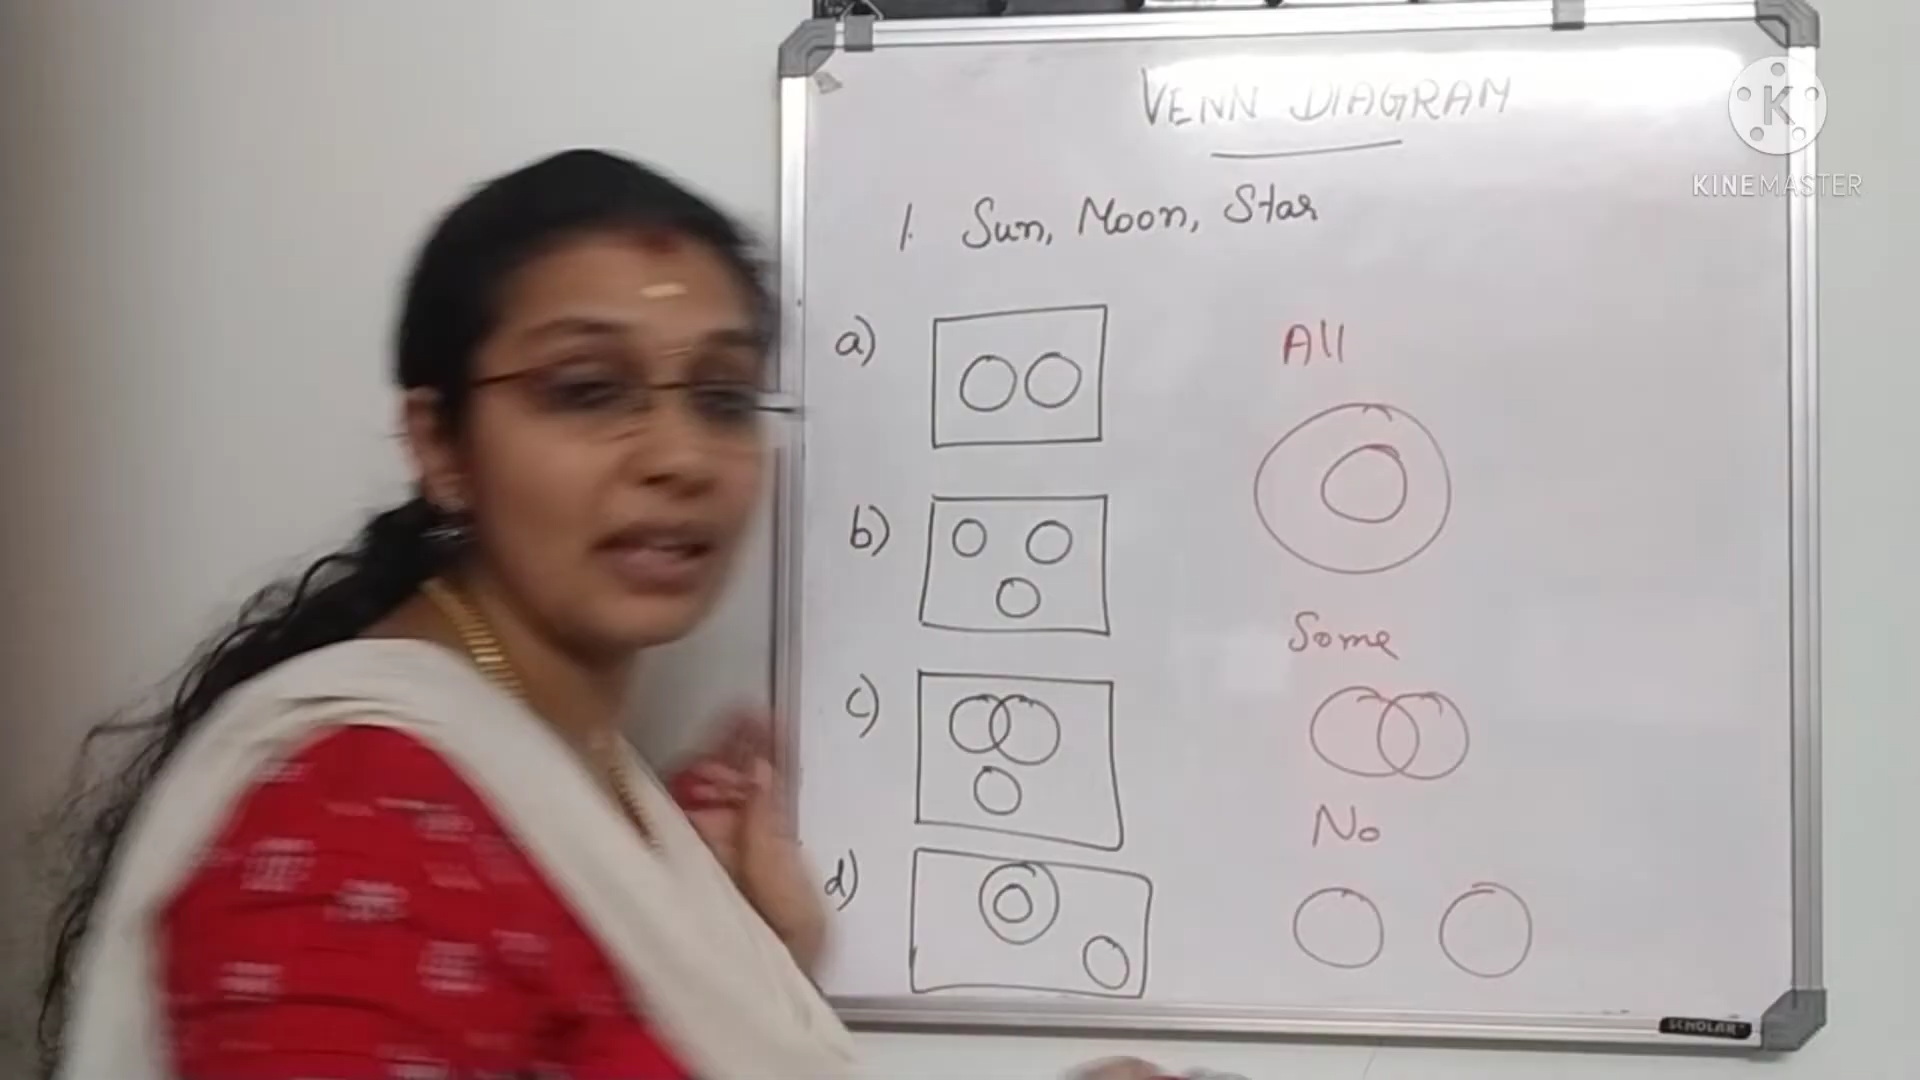 VENN DIAGRAM
KINEMASTER
1. Sun, Moon, Star
a)
All
b)
Some
c)
No
d)
SCHOLAR